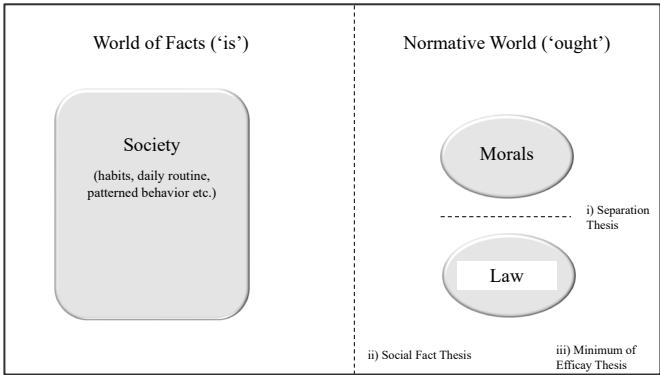 World of Facts (‘is’)
Normative World (‘ought’)
Society
(habits, daily routine,
patterned behavior etc.)
Morals
i) Separation
Thesis
Law
ii) Social Fact Thesis
iii) Minimum of
Efficay Thesis